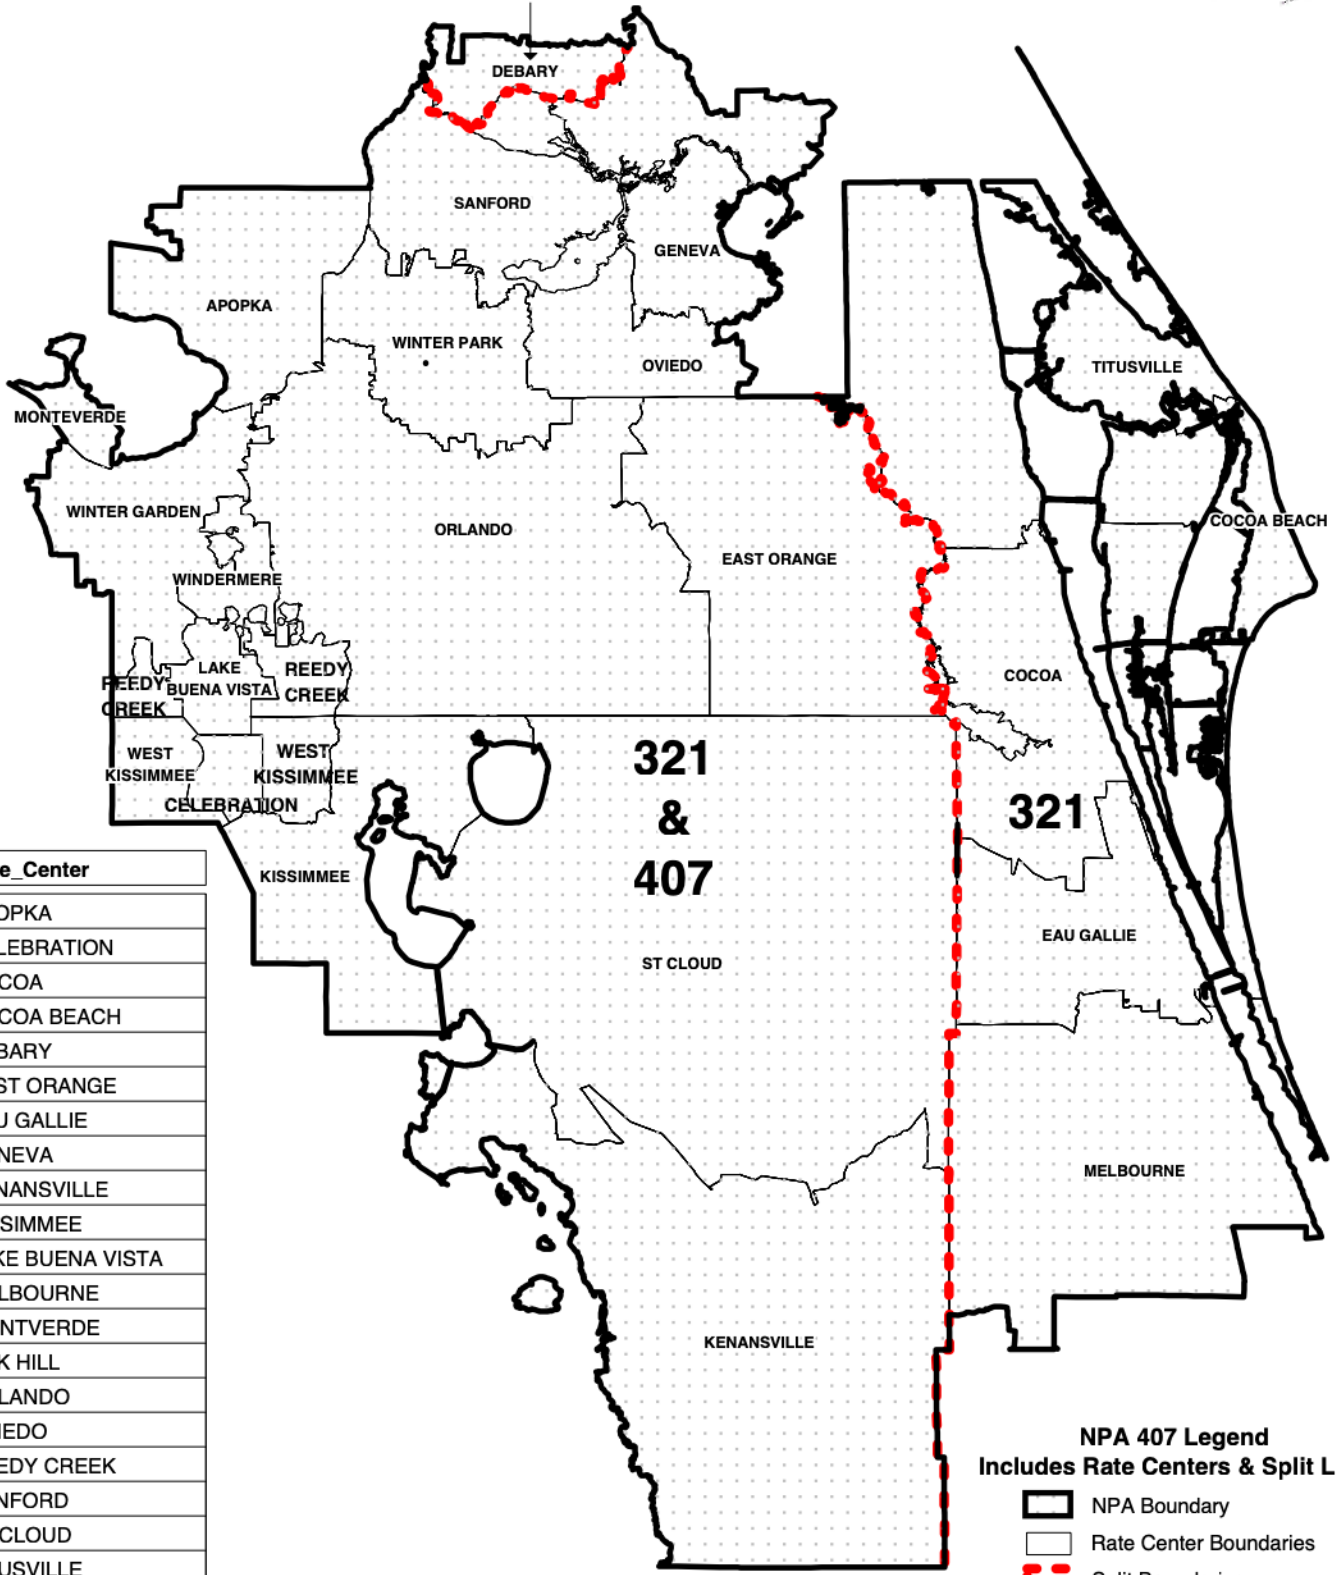 DEBARY
SANFORD
GENEVA
APOPKA
WINTER PARK
OVIEDO
TITUSVILLE
MONTEVERDE
WINTER GARDEN
ORLANDO
COCOA BEACH
EAST ORANGE
WINDERMERE
LAKE
BUENA VISTA
REEDY
CREEK
REEDY
CREEK
COCOA
WEST
KISSIMMEE
WEST
KISSIMMEE
CELEBRATION
321
&
407
321
KISSIMMEE
EAU GALLIE
ST CLOUD
MELBOURNE
KENANSVILLE
e_Center
OPKA
LEBRATION
COA
COA BEACH
BARY
ST ORANGE
U GALLIE
NEVA
NANSVILLE
SIMMEE
KE BUENA VISTA
LBOURNE
NTVERDE
K HILL
LANDO
IEDO
EDY CREEK
NFORD
CLOUD
USVILLE
NPA 407 Legend
Includes Rate Centers & Split L
NPA Boundary
Rate Center Boundaries